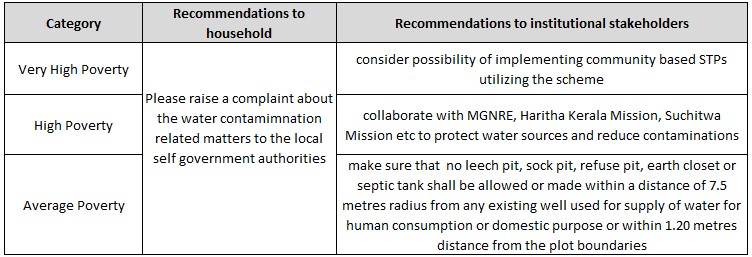 Category
Recommendations to
household
Recommendations to institutional stakeholders
Very High Poverty
Please raise a complaint about
the water contamimnation
related matters to the local
self government authorities
consider possibility of implementing community based STPs
utilizing the scheme
High Poverty
collaborate with MGNRE, Haritha Kerala Mission, Suchitwa
Mission etc to protect water sources and reduce contaminations
Average Poverty
make sure that  no leech pit, sock pit, refuse pit, earth closet or
septic tank shall be allowed or made within a distance of 7.5
metres radius from any existing well used for supply of water for
human consumption or domestic purpose or within 1.20 metres
distance from the plot boundaries